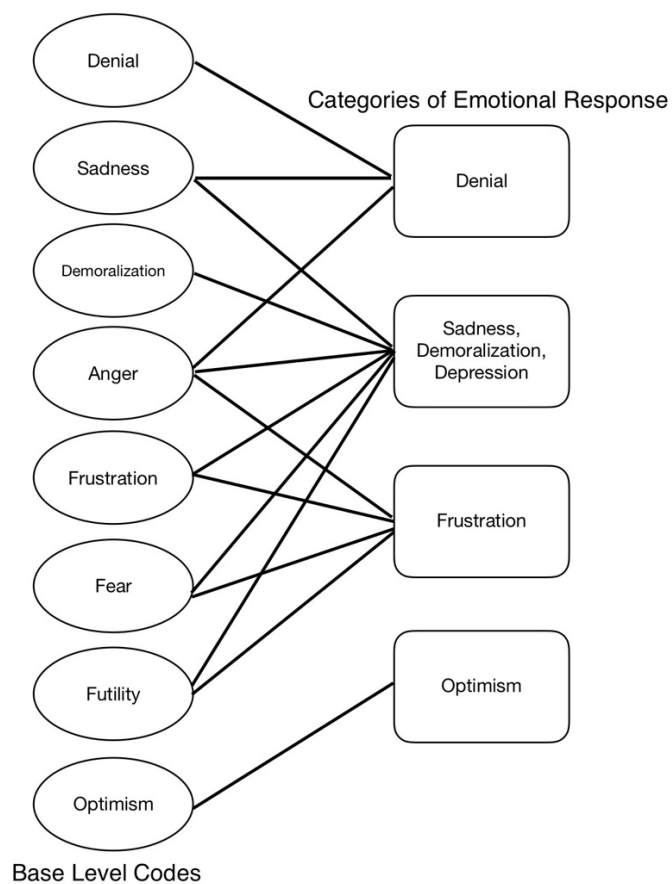 Denial
Categories of Emotional Response
Sadness
Denial
Demoralization
Anger
Sadness,
Demoralization,
Depression
Frustration
Frustration
Fear
Futility
Optimism
Optimism
Base Level Codes